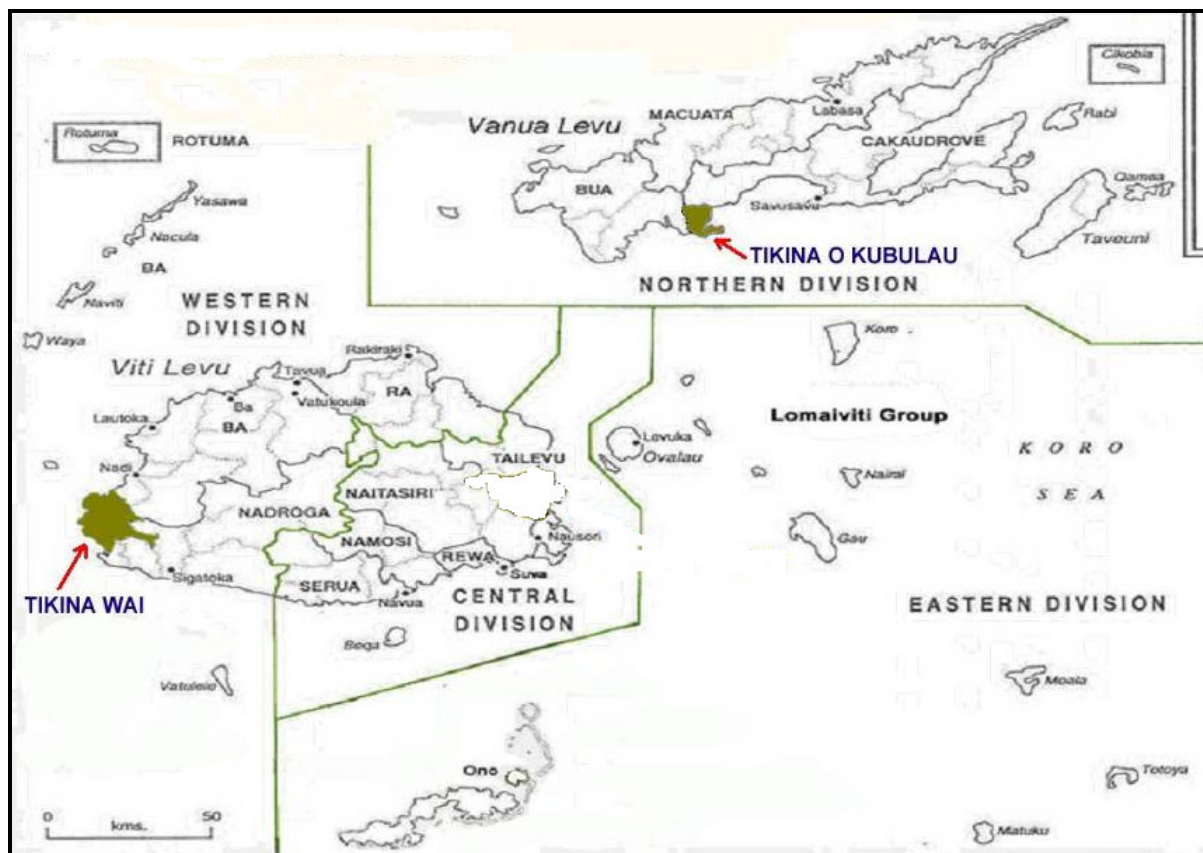 Cikobia
MACUATA
Labasa
Rabi
Vanua Levu
Rotuma
ROTUMA
CAKAUDROVE
BUA
Qamea
Yasawa
Savusavu
Taveuni
Nacula
TIKINA O KUBULAU
BA
NORTHERN DIVISION
Naviti
WESTERN
DIVISION
Waya
Koro
Rakiraki
Viti Levu
Tavua
Vatukoula
RA
Ba
BA
Lautoka
Lomaiviti Group
Levuka
Ovalau
KORO
SEA
TAILEVU
Nadi
Nairai
NAITASIRI
NADROGA
Nausori
Gau
NAMOSI
REWA
Suva
Sigatoka
SERUA
Navua
TIKINA WAI
CENTRAL
DIVISION
EASTERN DIVISION
Beqa
Vatulele
Moala
Ono
Totoya
0 50
kms.
Matuku